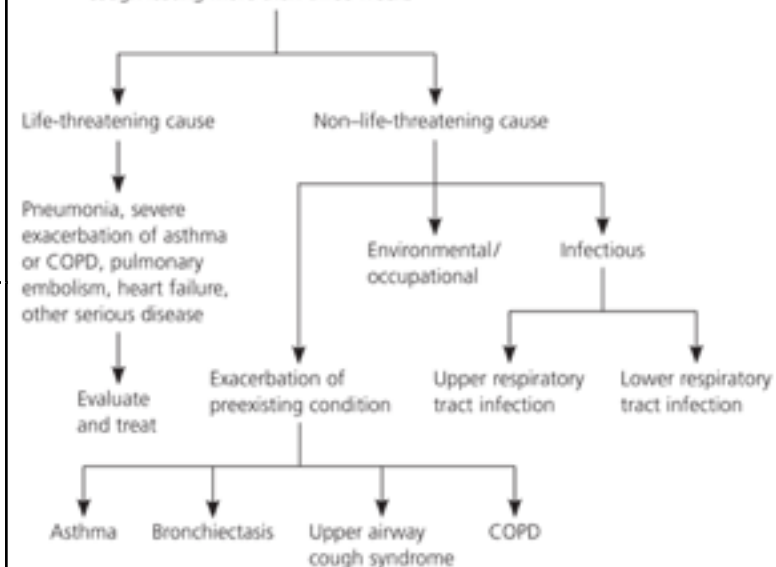 Life-threatening cause
Non–life-threatening cause
Pneumonia, severe
exacerbation of asthma
or COPD, pulmonary
embolism, heart failure,
other serious disease
Environmental/
occupational
Infectious
Evaluate
and treat
Exacerbation of
preexisting condition
Upper respiratory
tract infection
Lower respiratory
tract infection
Asthma
Bronchiectasis
Upper airway
cough syndrome
COPD